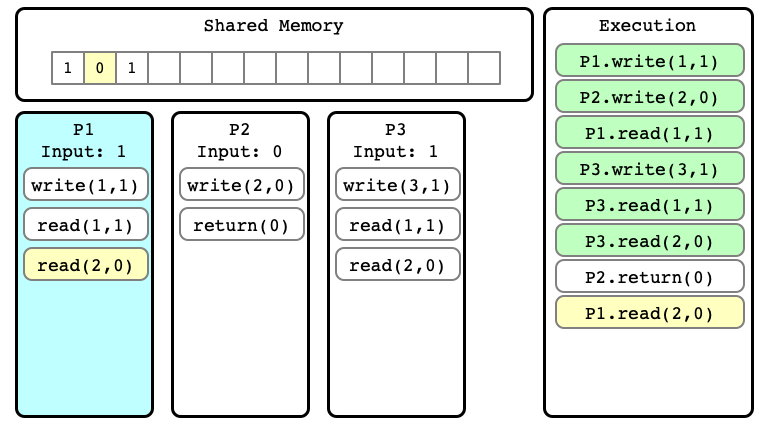 Shared Memory
1 0 1
P1
Input: 1
write(1,1)
read(1,1)
read(2,0)
P2
Input: 0
write(2,0)
return(0)
P3
Input: 1
write(3,1)
read(1,1)
read(2,0)
Execution
P1.write(1,1)
P2.write(2,0)
P1.read(1,1)
P3.write(3,1)
P3.read(1,1)
P3.read(2,0)
P2.return(0)
P1.read(2,0)